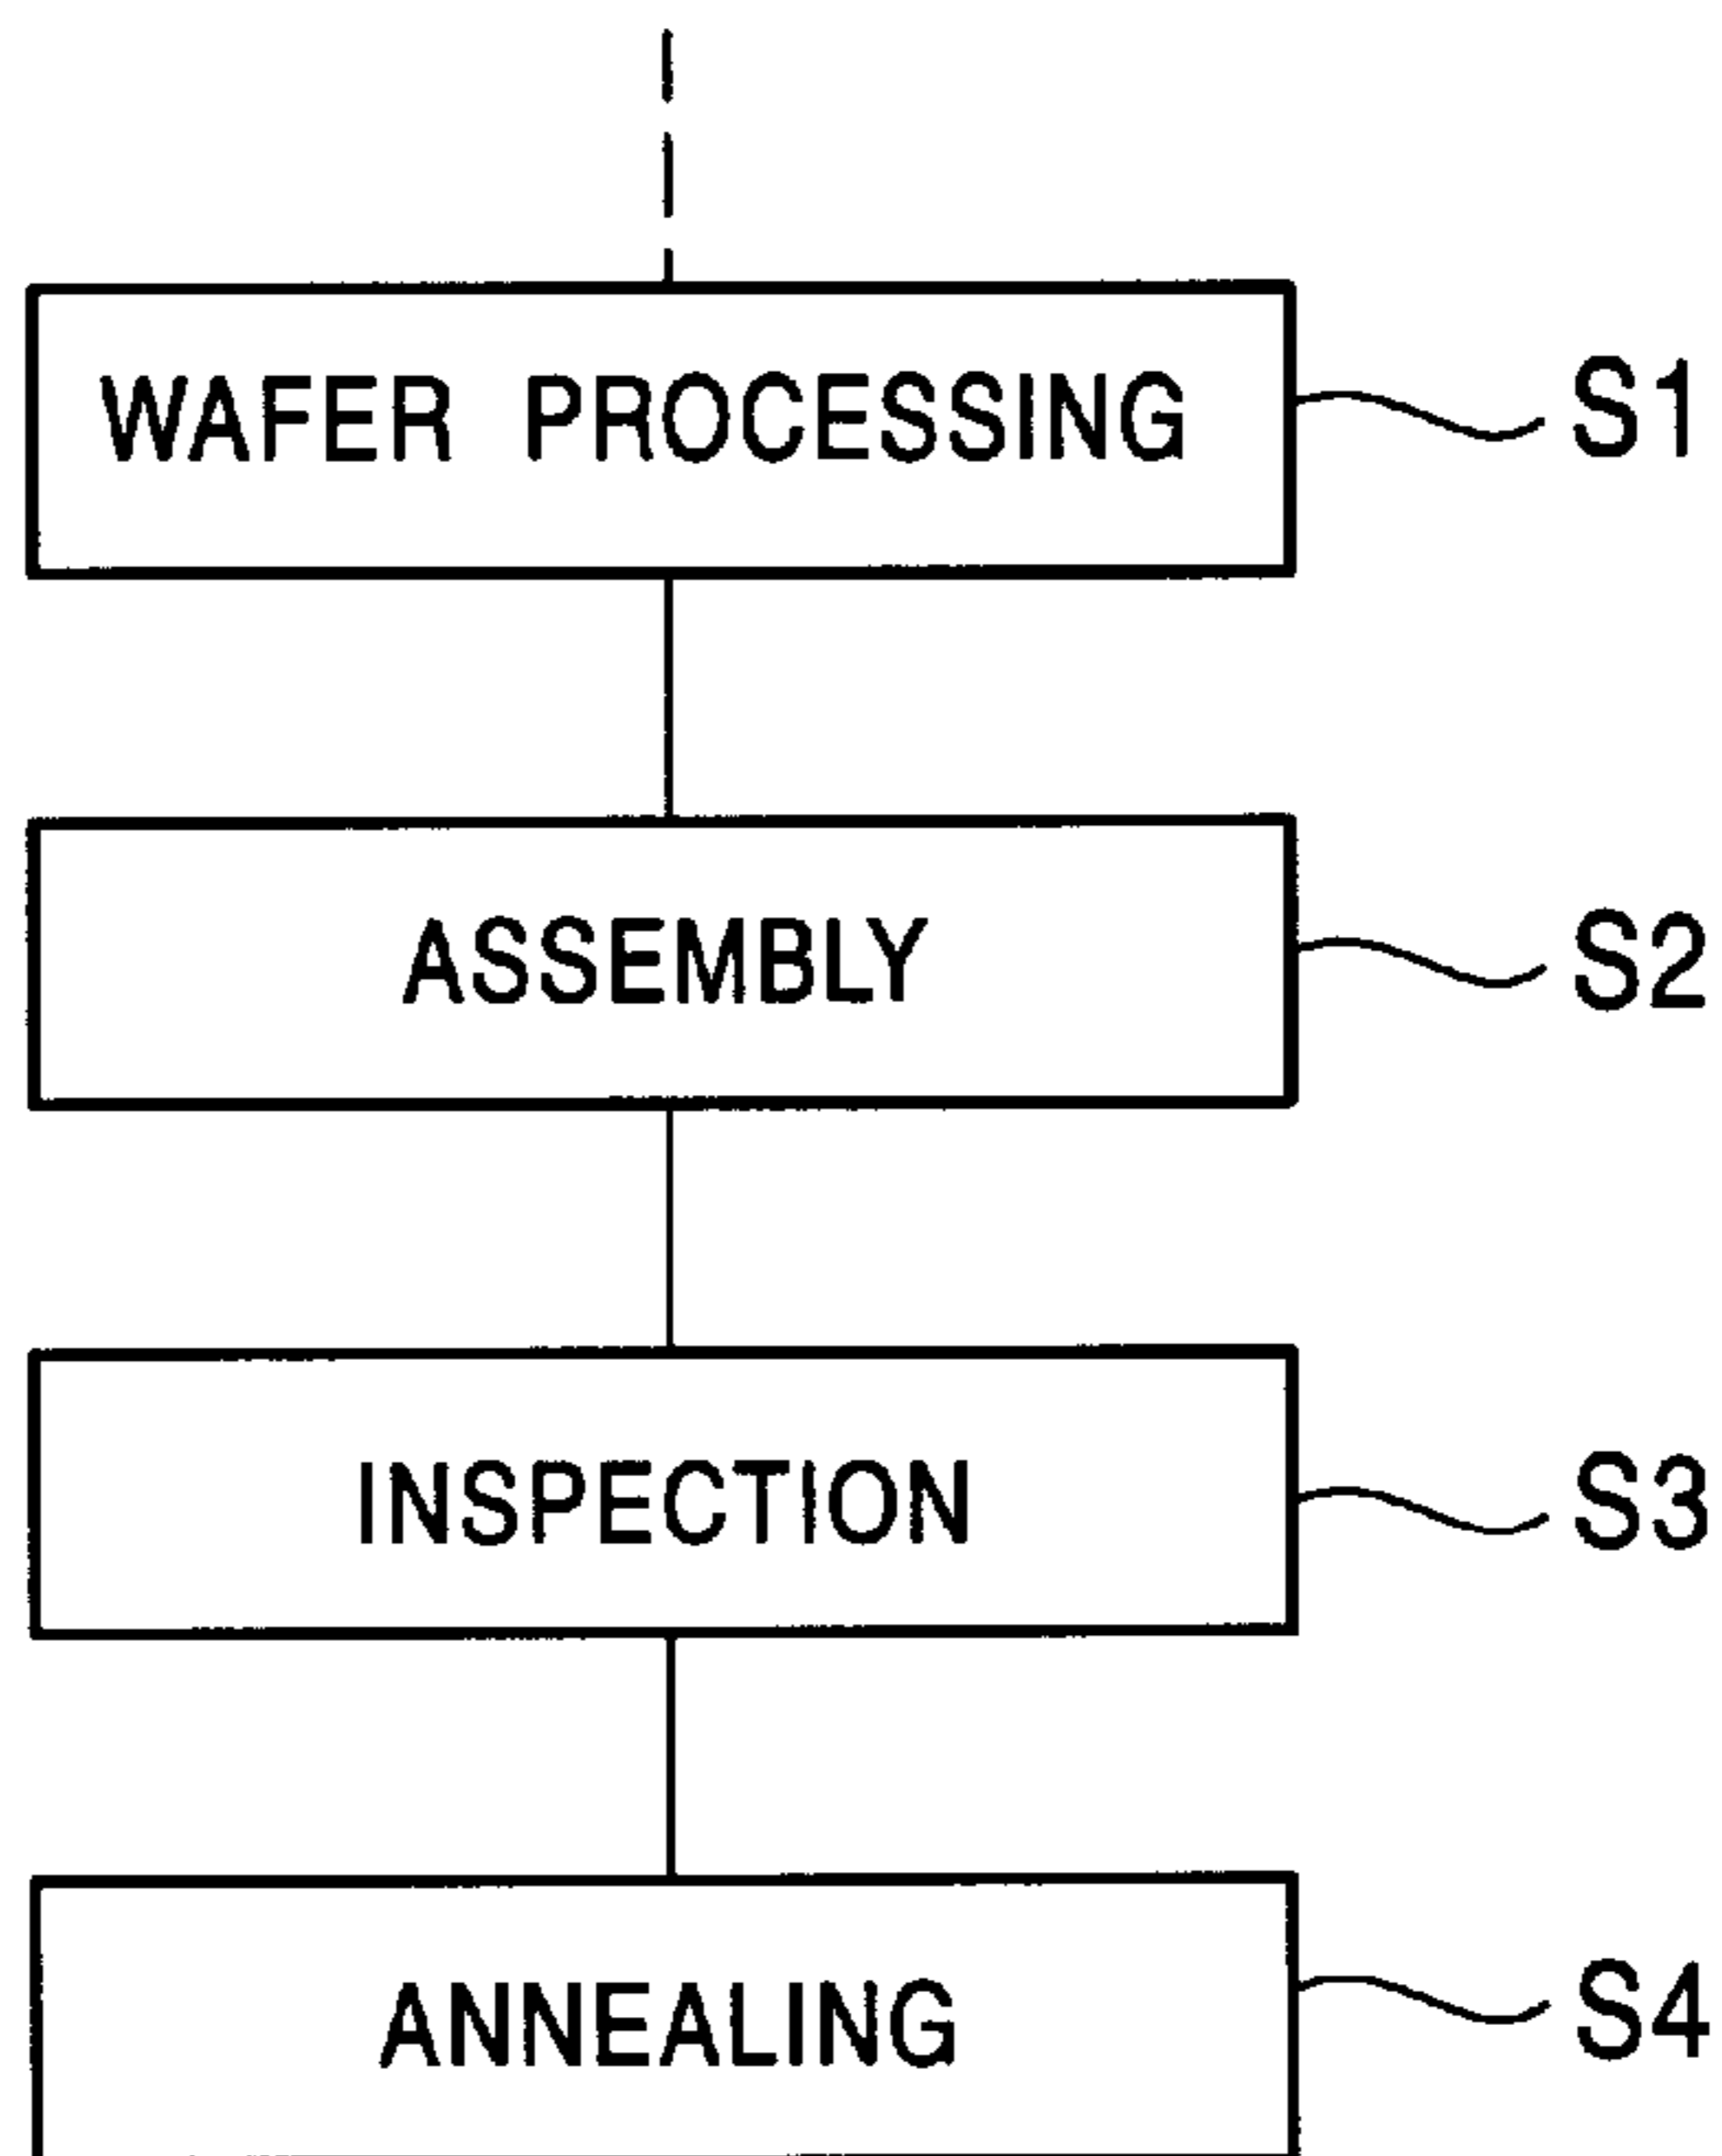 WAFER PROCESSING S1
ASSEMBLY S2
INSPECTION S3
ANNEALING S4